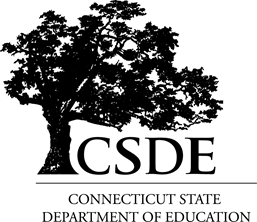 CSDE
CONNECTICUT STATE
DEPARTMENT OF EDUCATION